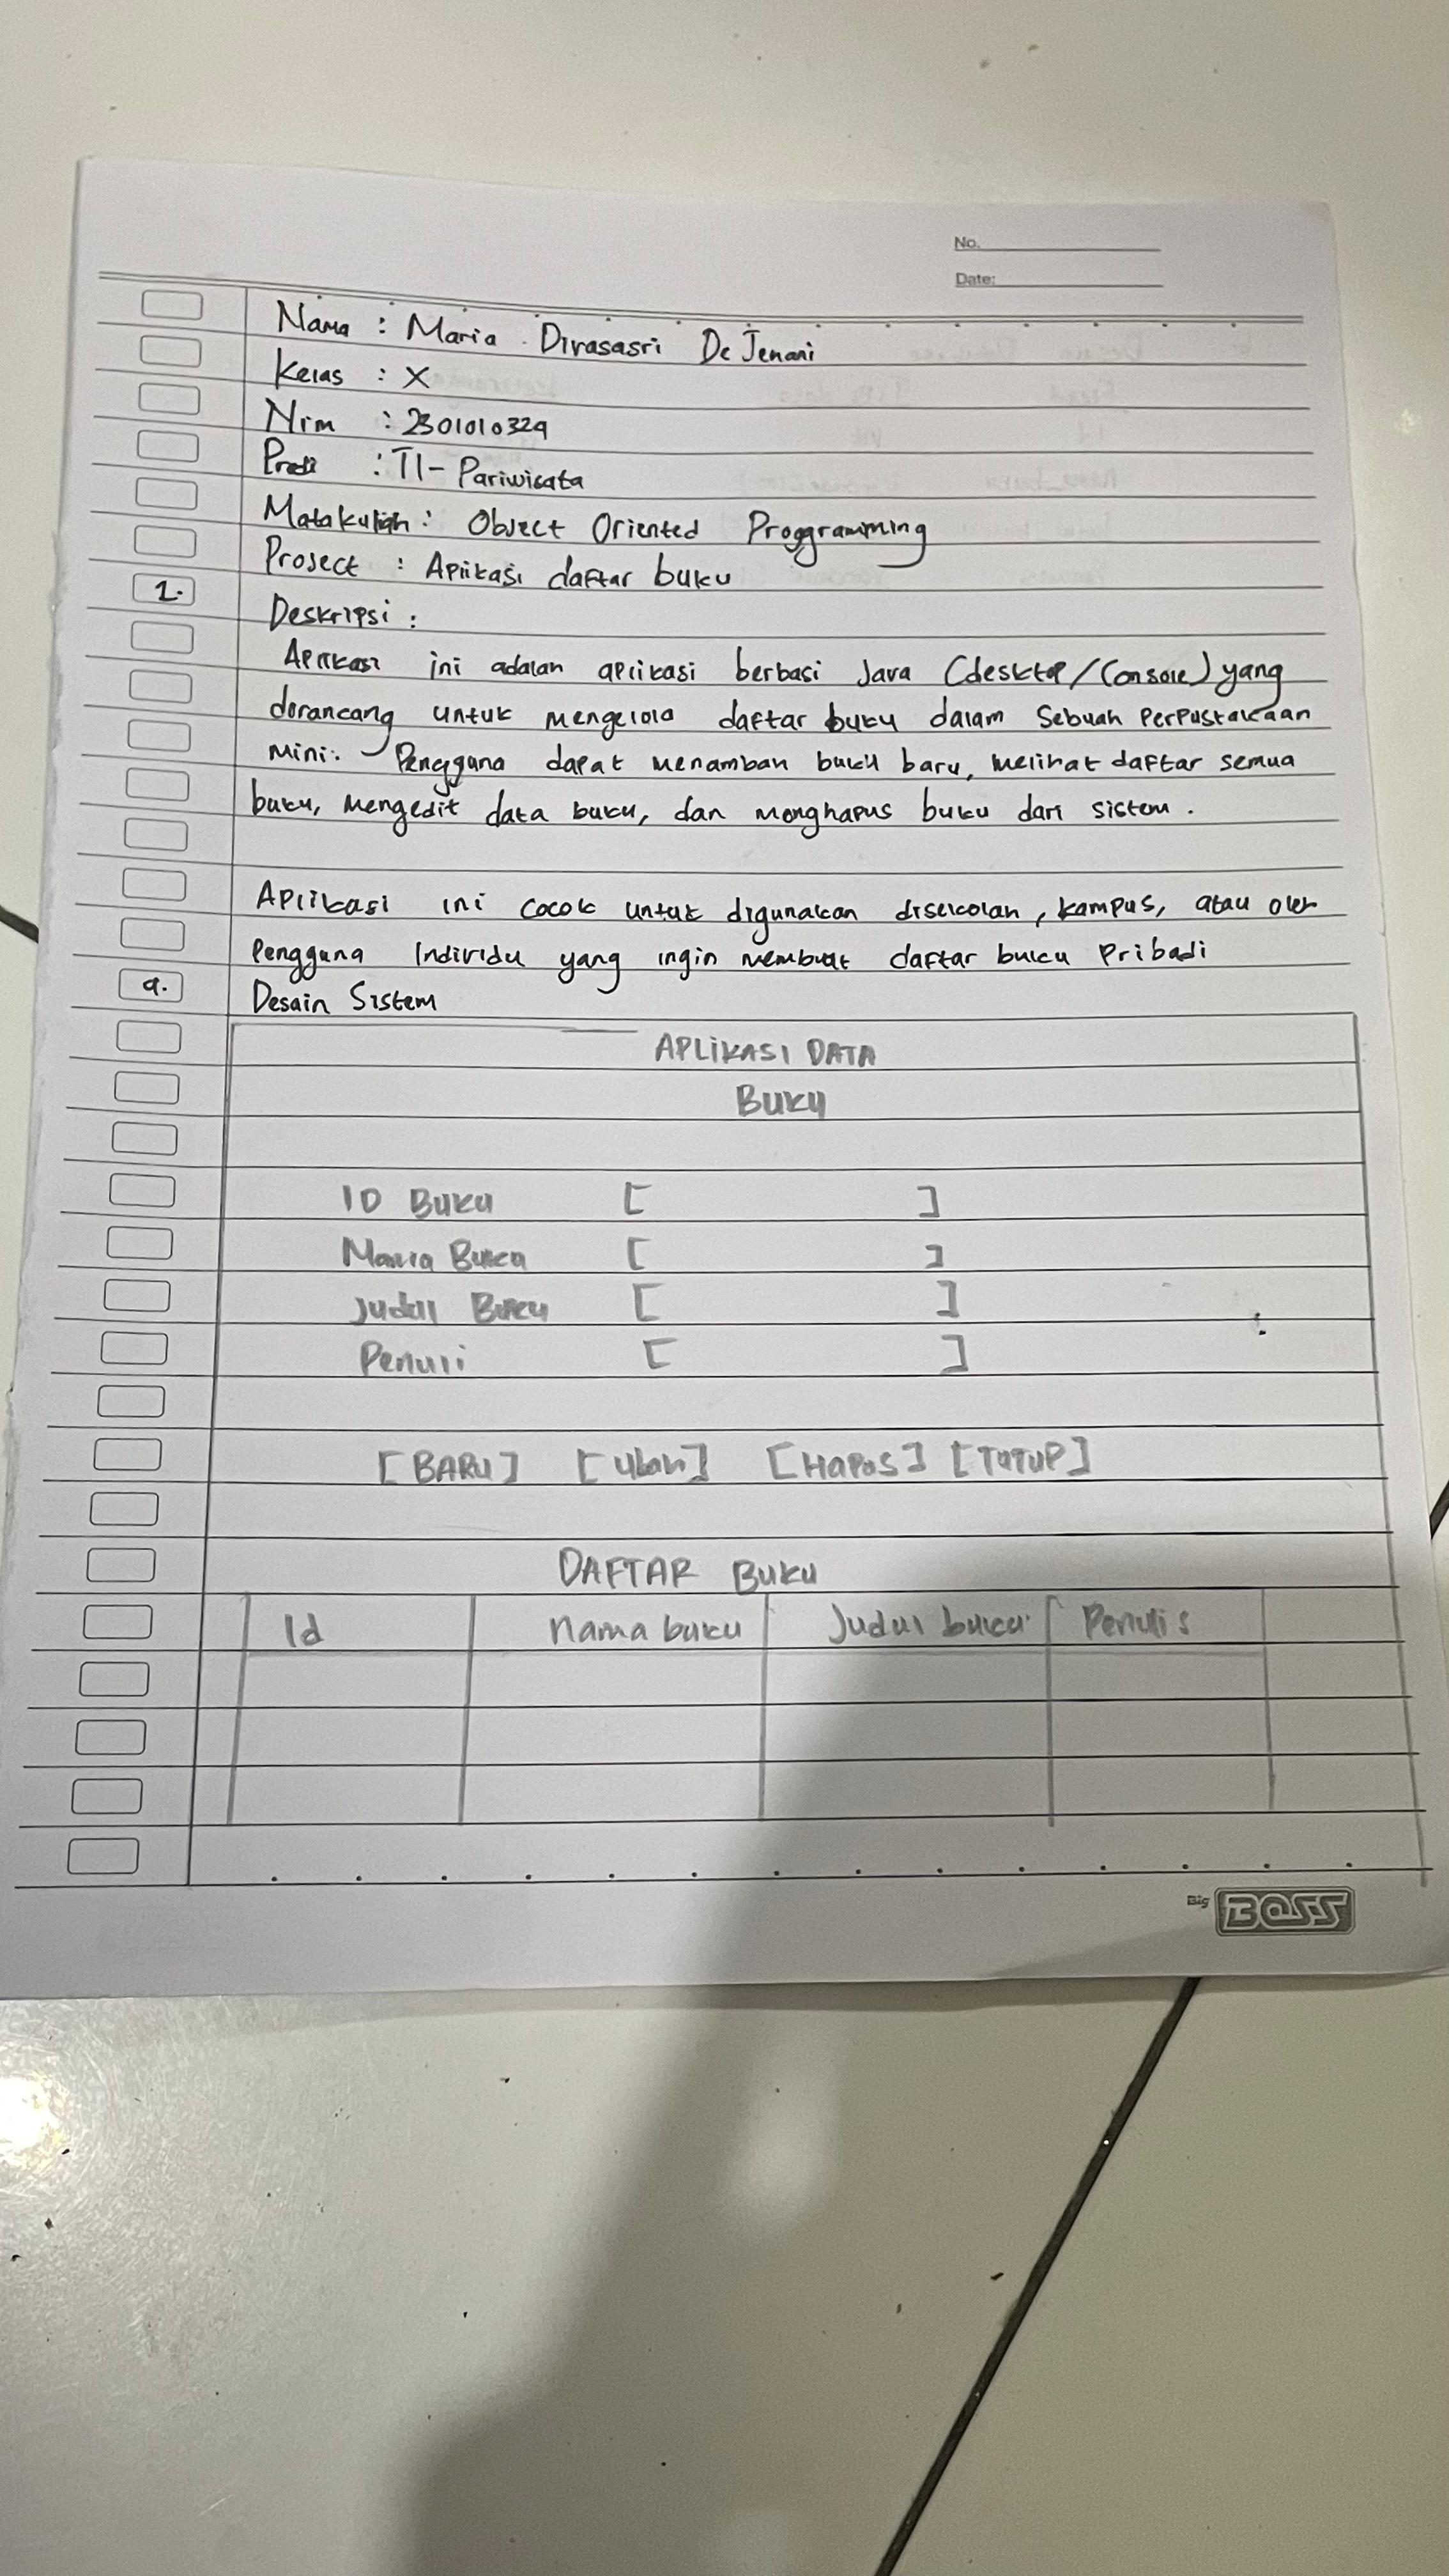 No.
Date:
Nama : Maria Divasasri De Jenani
Kelas : X
Nim : 2301010329
Prodi : TI - Pariwisata
Matakuliah : Object Oriented Proggramming
Prosect : Aplikasi daftar buku
1. Deskripsi :
Aplikasi ini adalah aplikasi berbasi Java (desktop/Console) yang
dirancang untuk mengelola daftar buku dalam Sebuah Perpustakaan
Mini. Pengguna dapat menambah buku baru, melihat daftar semua
buku, mengedit data buku, dan menghapus buku dari sistem.
Aplikasi ini cocok untuk digunakan disekolah, kampus, atau oleh
Pengguna Individu yang ingin membuat daftar buku Pribadi
a. Desain Sistem
APLIKASI DATA
BUKU
ID BUKU [ ]
Nama Buku [ ]
Judul Buku [ ]
Penuli [ ]
[BARU] [Ubah] [HAPUS] [TUTUP]
DAFTAR BUKU
Id nama buku Judul buku Penulis
Big BOSS